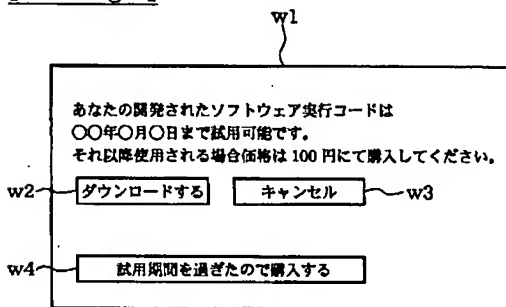 w1
あなたの開発されたソフトウェア実行コードは
〇〇年〇月〇日まで試用可能です。
それ以降使用される場合価格は100円にて購入してください。
w2 ダウンロードする キャンセル w3
w4 試用期間を過ぎたので購入する